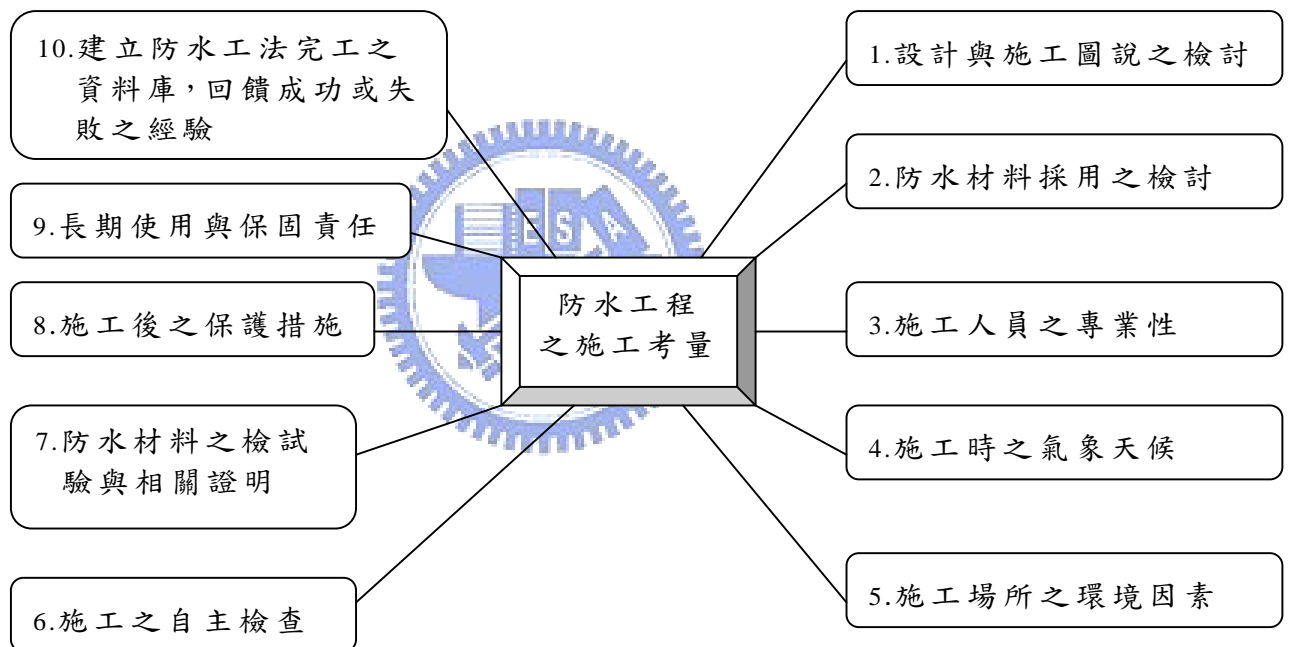 10.建立防水工法完工之
資料庫，回饋成功或失
敗之經驗
1.設計與施工圖說之檢討
2.防水材料採用之檢討
9.長期使用與保固責任
ESA
防水工程
之施工考量
8.施工後之保護措施
3.施工人員之專業性
7.防水材料之檢試
驗與相關證明
4.施工時之氣象天候
5.施工場所之環境因素
6.施工之自主檢查